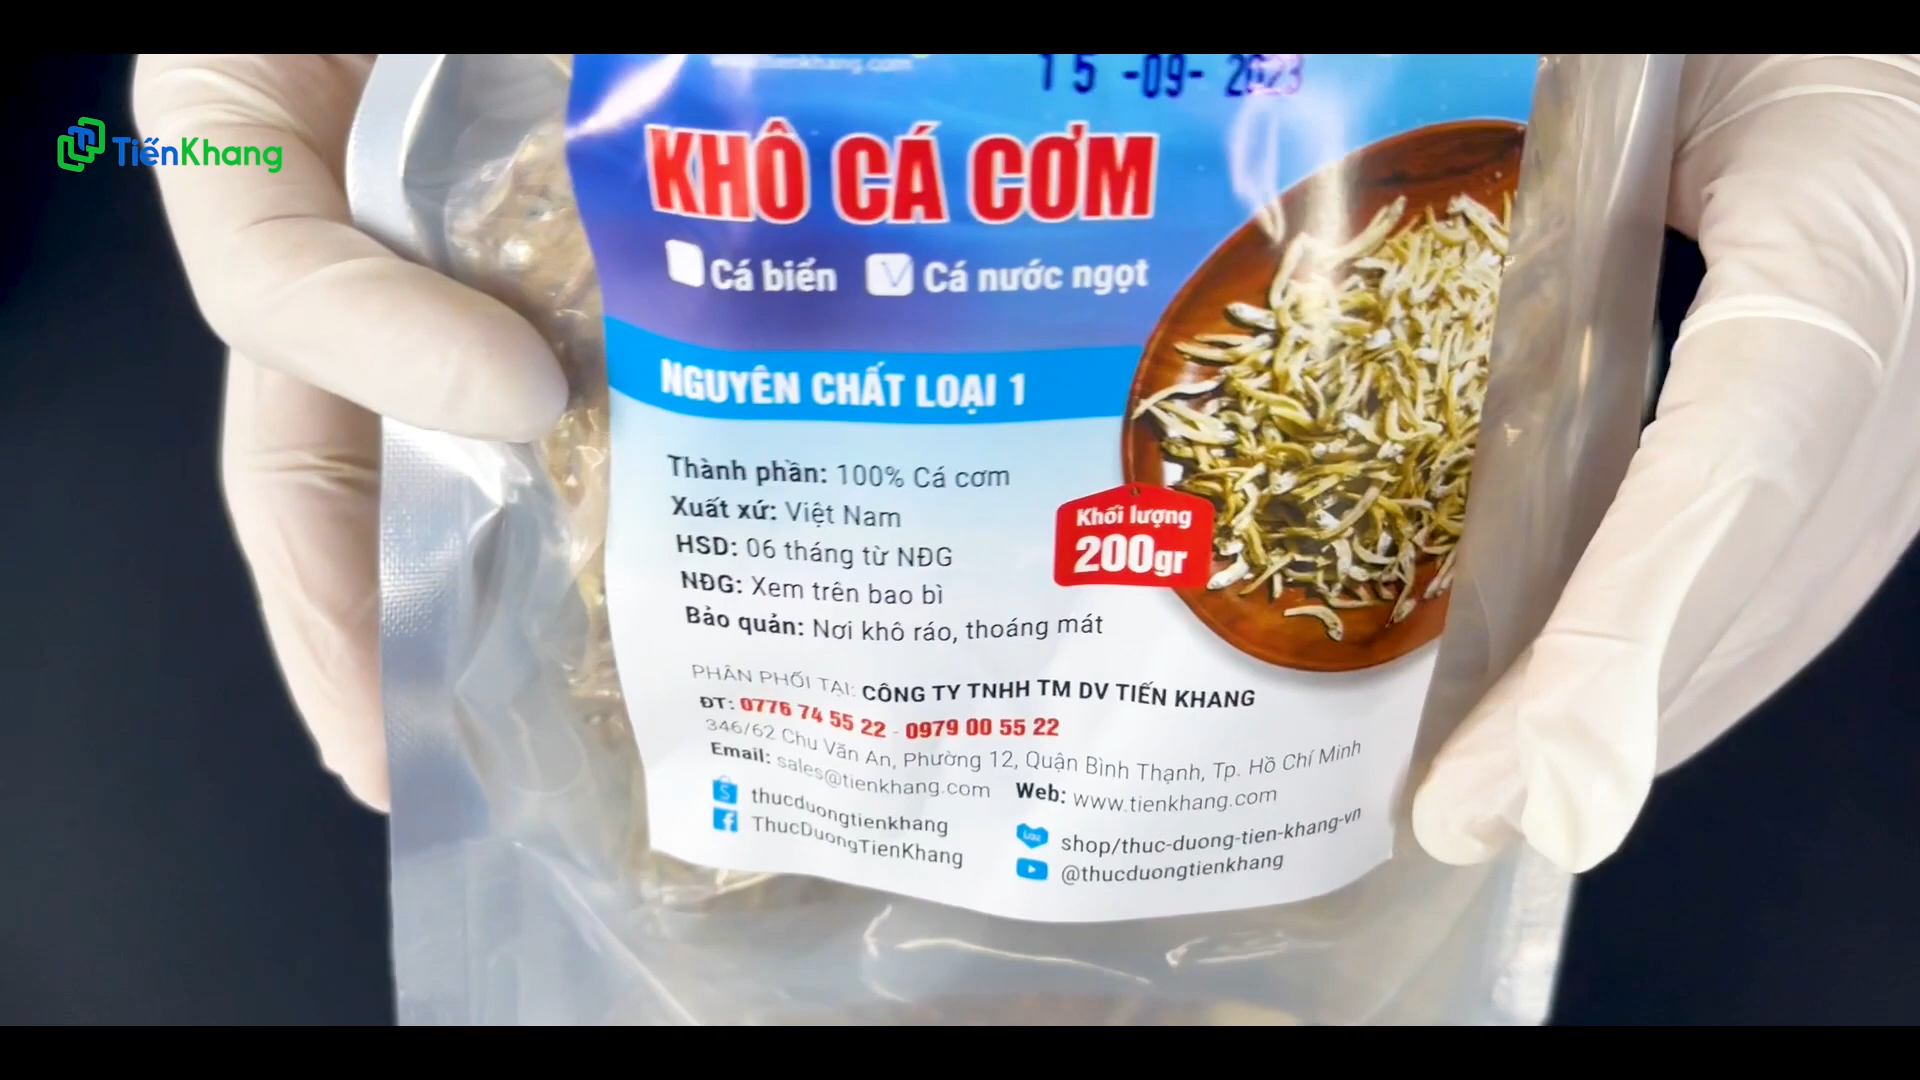 TiếnKhang
www.tienkhang.com
15 -09- 2023
KHÔ CÁ CƠM
Cá biển Cá nước ngọt
NGUYÊN CHẤT LOẠI 1
Thành phần: 100% Cá cơm
Xuất xứ: Việt Nam
HSD: 06 tháng từ NĐG
NĐG: Xem trên bao bì
Bảo quản: Nơi khô ráo, thoáng mát
Khối lượng
200gr
PHÂN PHỐI TẠI: CÔNG TY TNHH TM DV TIẾN KHANG
ĐT: 0776 74 55 22 - 0979 00 55 22
346/62 Chu Văn An, Phường 12, Quận Bình Thạnh, Tp. Hồ Chí Minh
Email: sales@tienkhang.com Web: www.tienkhang.com
thucduongtienkhang
shop/thuc-duong-tien-khang-vn
ThucDuongTienKhang
@thucduongtienkhang